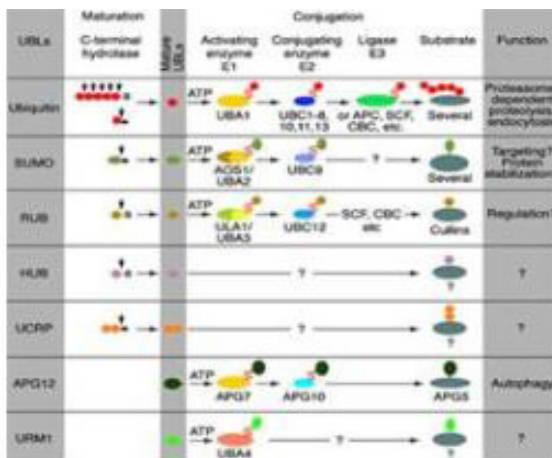 Maturation Conjugation
UBLs C-terminal hydrolase Mature UBLs Activating enzyme E1 Conjugating enzyme E2 Ligase E3 Substrate Function
Ubiquitin ATP UBA1 UBC1-8, 10,11,13 or APC, SCF, CBC, etc. Several Proteasome dependent proteolysis, endocytosis
SUMO ATP AOS1/ UBA2 UBC9 ? Several Targeting? Protein stabilization
RUB ATP ULA1/ UBA3 UBC12 SCF, CBC etc Cullins Regulation
HUB ? ? ?
UCRP ? ? ?
APG12 ATP APG7 APG10 APG5 Autophagy
URM1 ATP UBA4 ? ? ?